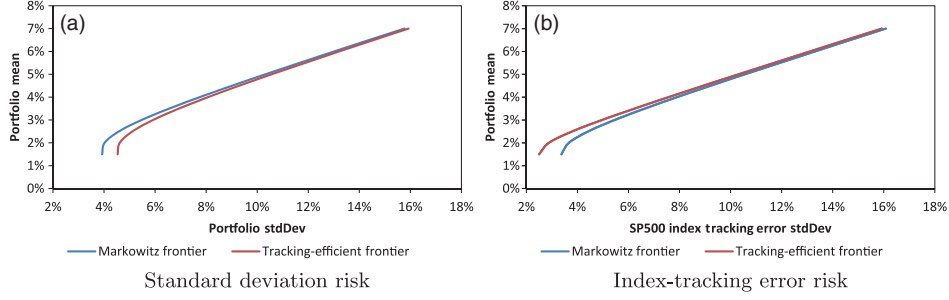 (a)
Portfolio mean
8%
7%
6%
5%
4%
3%
2%
1%
0%
2% 4% 6% 8% 10% 12% 14% 16% 18%
Portfolio stdDev
Markowitz frontier Tracking-efficient frontier
Standard deviation risk
(b)
Portfolio mean
8%
7%
6%
5%
4%
3%
2%
1%
0%
2% 4% 6% 8% 10% 12% 14% 16% 18%
SP500 index tracking error stdDev
Markowitz frontier Tracking-efficient frontier
Index-tracking error risk